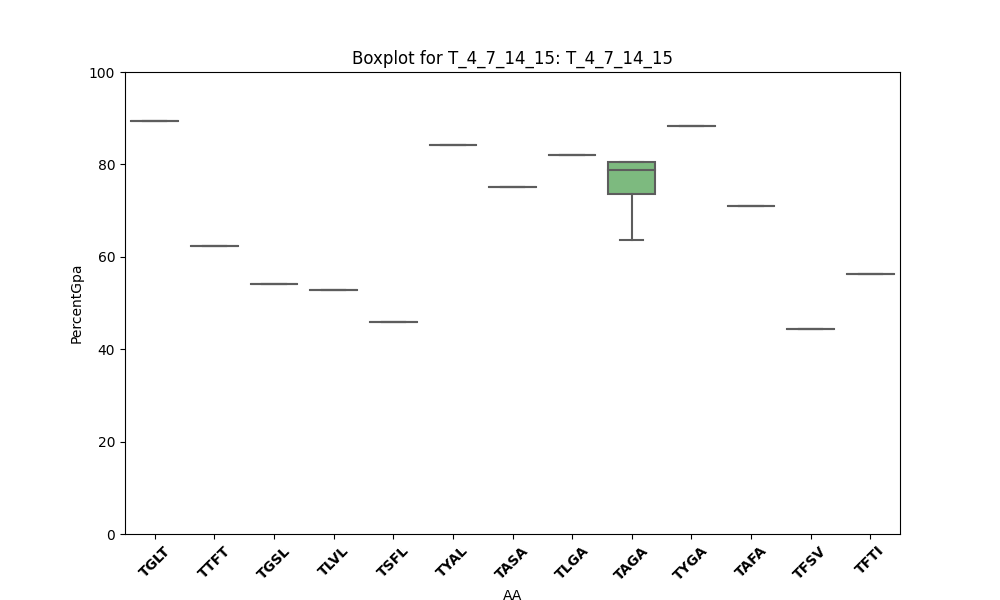 Boxplot for T_4_7_14_15: T_4_7_14_15
100
80
60
40
20
0
PercentGpa
TGLT TTFT TGSL TLVL TSFL TYAL TASA TLGA TAGA TYGA TAFA TFSV TFTI
AA